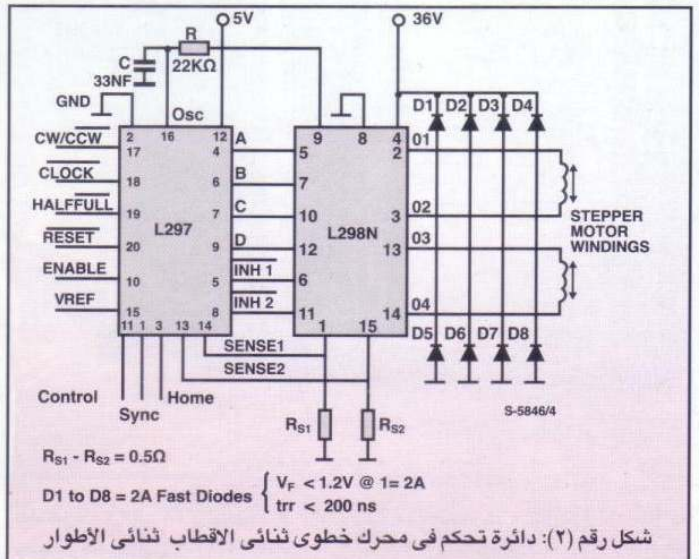 5V
36V
R
22KΩ
C
33NF
GND
Osc
D1 D2 D3 D4
2 16 12
9 8 4
CW/CCW
17
CLOCK
18
HALFFULL
19
RESET
20
ENABLE
10
VREF
15
L297
4 A 5
6 B 7
7 C 10
9 D 12
5 INH 1 6
8 INH 2 11
L298N
2 01
3 02
13 03
14 04
STEPPER
MOTOR
WINDINGS
11 1 3 13 14
1 15
D5 D6 D7 D8
SENSE1
SENSE2
Control
Sync
Home
RS1
RS2
S-5846/4
RS1 - RS2 = 0.5Ω
D1 to D8 = 2A Fast Diodes { VF < 1.2V @ 1= 2A
trr < 200 ns
شكل رقم (٢): دائرة تحكم فى محرك خطوى ثنائى الاقطاب ثنائى الأطوار